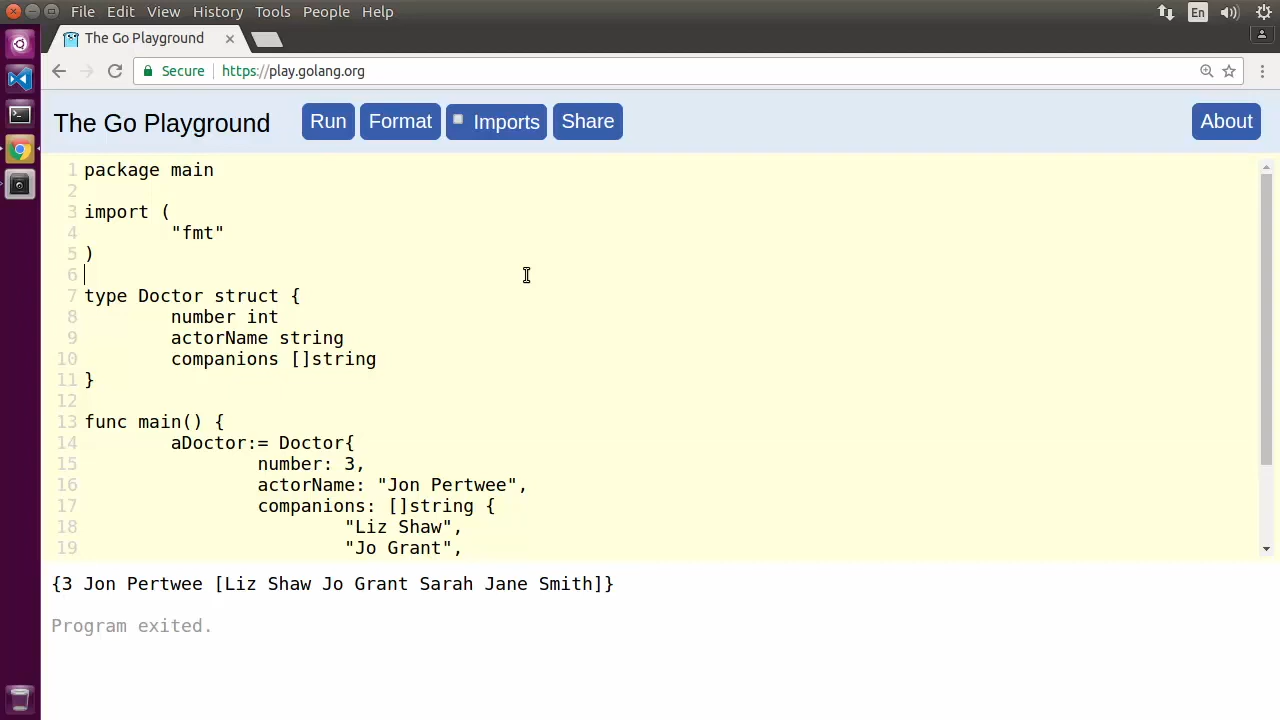 File Edit View History Tools People Help
En
The Go Playground
Secure https://play.golang.org
The Go Playground Run Format Imports Share About
1 package main
2
3 import (
4 "fmt"
5 )
6
7 type Doctor struct {
8 number int
9 actorName string
10 companions []string
11 }
12
13 func main() {
14 aDoctor:= Doctor{
15 number: 3,
16 actorName: "Jon Pertwee",
17 companions: []string {
18 "Liz Shaw",
19 "Jo Grant",
{3 Jon Pertwee [Liz Shaw Jo Grant Sarah Jane Smith]}
Program exited.